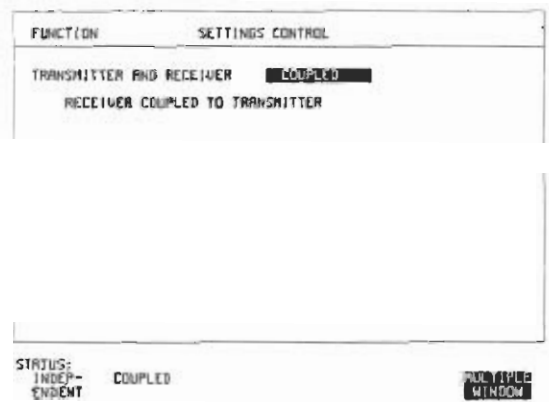 FUNCTION SETTINGS CONTROL
TRANSMITTER AND RECEIVER COUPLED
RECEIVER COUPLED TO TRANSMITTER
STATUS:
INDEP- COUPLED MULTIPLE
ENDENT WINDOW